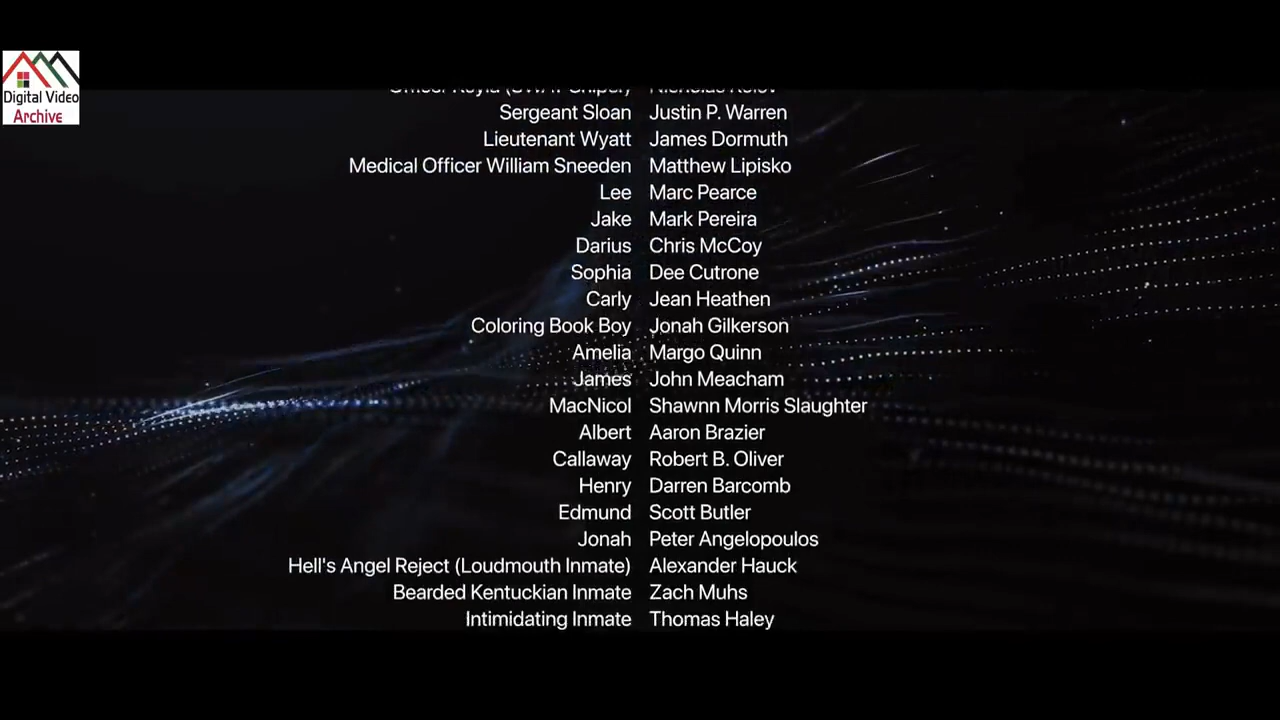 Digital Video
Archive
Sergeant Sloan Justin P. Warren
Lieutenant Wyatt James Dormuth
Medical Officer William Sneeden Matthew Lipisko
Lee Marc Pearce
Jake Mark Pereira
Darius Chris McCoy
Sophia Dee Cutrone
Carly Jean Heathen
Coloring Book Boy Jonah Gilkerson
Amelia Margo Quinn
James John Meacham
MacNicol Shawnn Morris Slaughter
Albert Aaron Brazier
Callaway Robert B. Oliver
Henry Darren Barcomb
Edmund Scott Butler
Jonah Peter Angelopoulos
Hell's Angel Reject (Loudmouth Inmate) Alexander Hauck
Bearded Kentuckian Inmate Zach Muhs
Intimidating Inmate Thomas Haley